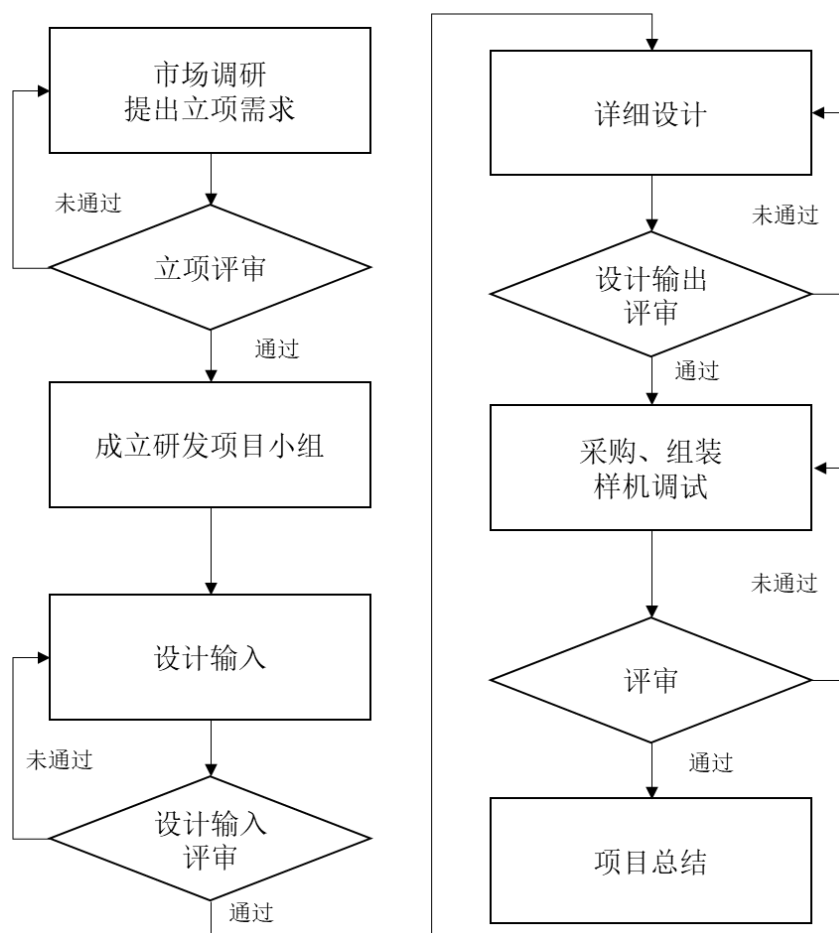 市场调研
提出立项需求
未通过
立项评审
通过
成立研发项目小组
设计输入
未通过
设计输入
评审
通过
详细设计
未通过
设计输出
评审
通过
采购、组装
样机调试
未通过
评审
通过
项目总结